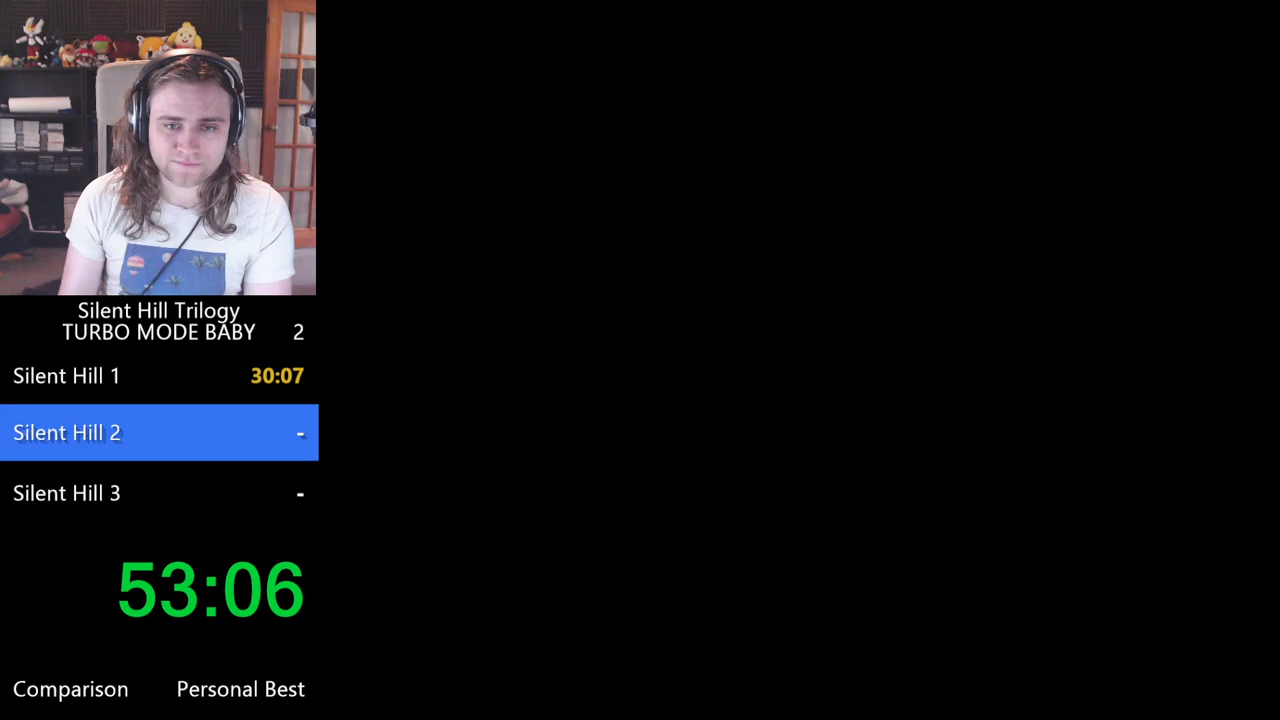 Silent Hill Trilogy
TURBO MODE BABY 2
Silent Hill 1 30:07
Silent Hill 2 -
Silent Hill 3 -
53:06
Comparison Personal Best